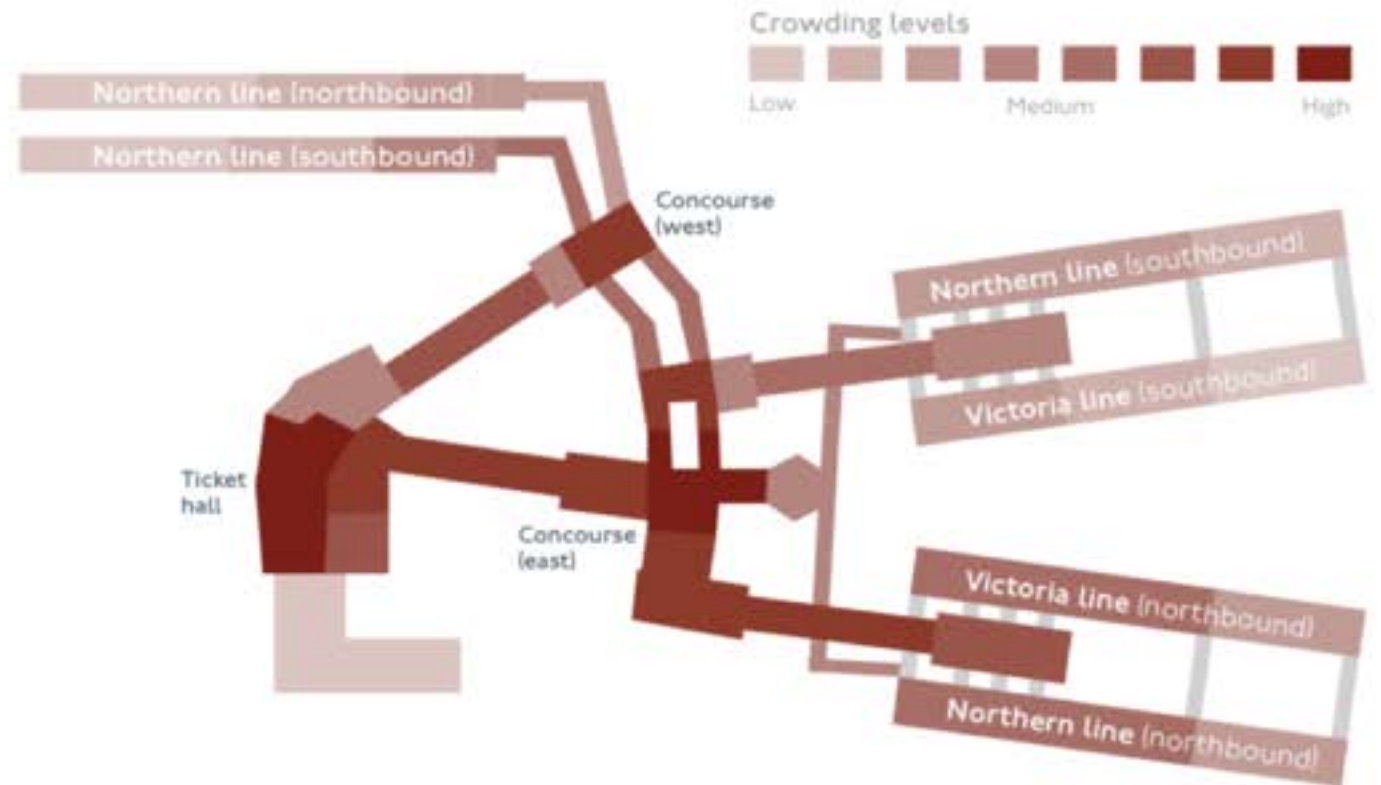 Crowding levels
Low
Medium
High
Northern line (northbound)
Northern line (southbound)
Concourse
(west)
Northern line (southbound)
Victoria line (southbound)
Ticket
hall
Concourse
(east)
Victoria line (northbound)
Northern line (northbound)